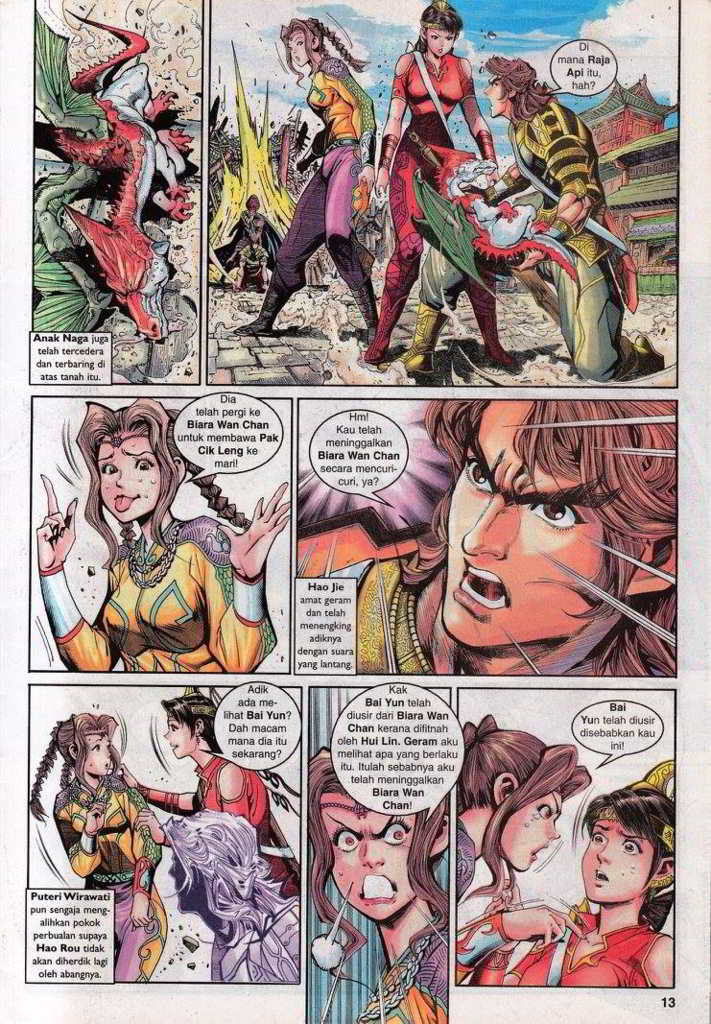 Anak Naga juga
telah tercedera
dan terbaring di
atas tanah itu.
Di
mana Raja
Api itu,
hah?
Dia
telah pergi ke
Biara Wan Chan
untuk membawa Pak
Cik Leng ke
mari!
Hm!
Kau telah
meninggalkan
Biara Wan Chan
secara mencuri-
curi, ya?
Hao Jie
amat geram
dan telah
menengking
adiknya
dengan suara
yang lantang.
Adik
ada me-
lihat Bai Yun?
Dah macam
mana dia itu
sekarang?
Puteri Wirawati
pun sengaja meng-
alihkan pokok
perbualan supaya
Hao Rou tidak
akan diherdik lagi
oleh abangnya.
Kak
Bai Yun telah
diusir dari Biara Wan
Chan kerana difitnah
oleh Hui Lin. Geram aku
melihat apa yang berlaku
itu. Itulah sebabnya aku
telah meninggalkan
Biara Wan
Chan!
Bai
Yun telah diusir
disebabkan kau
ini!
13